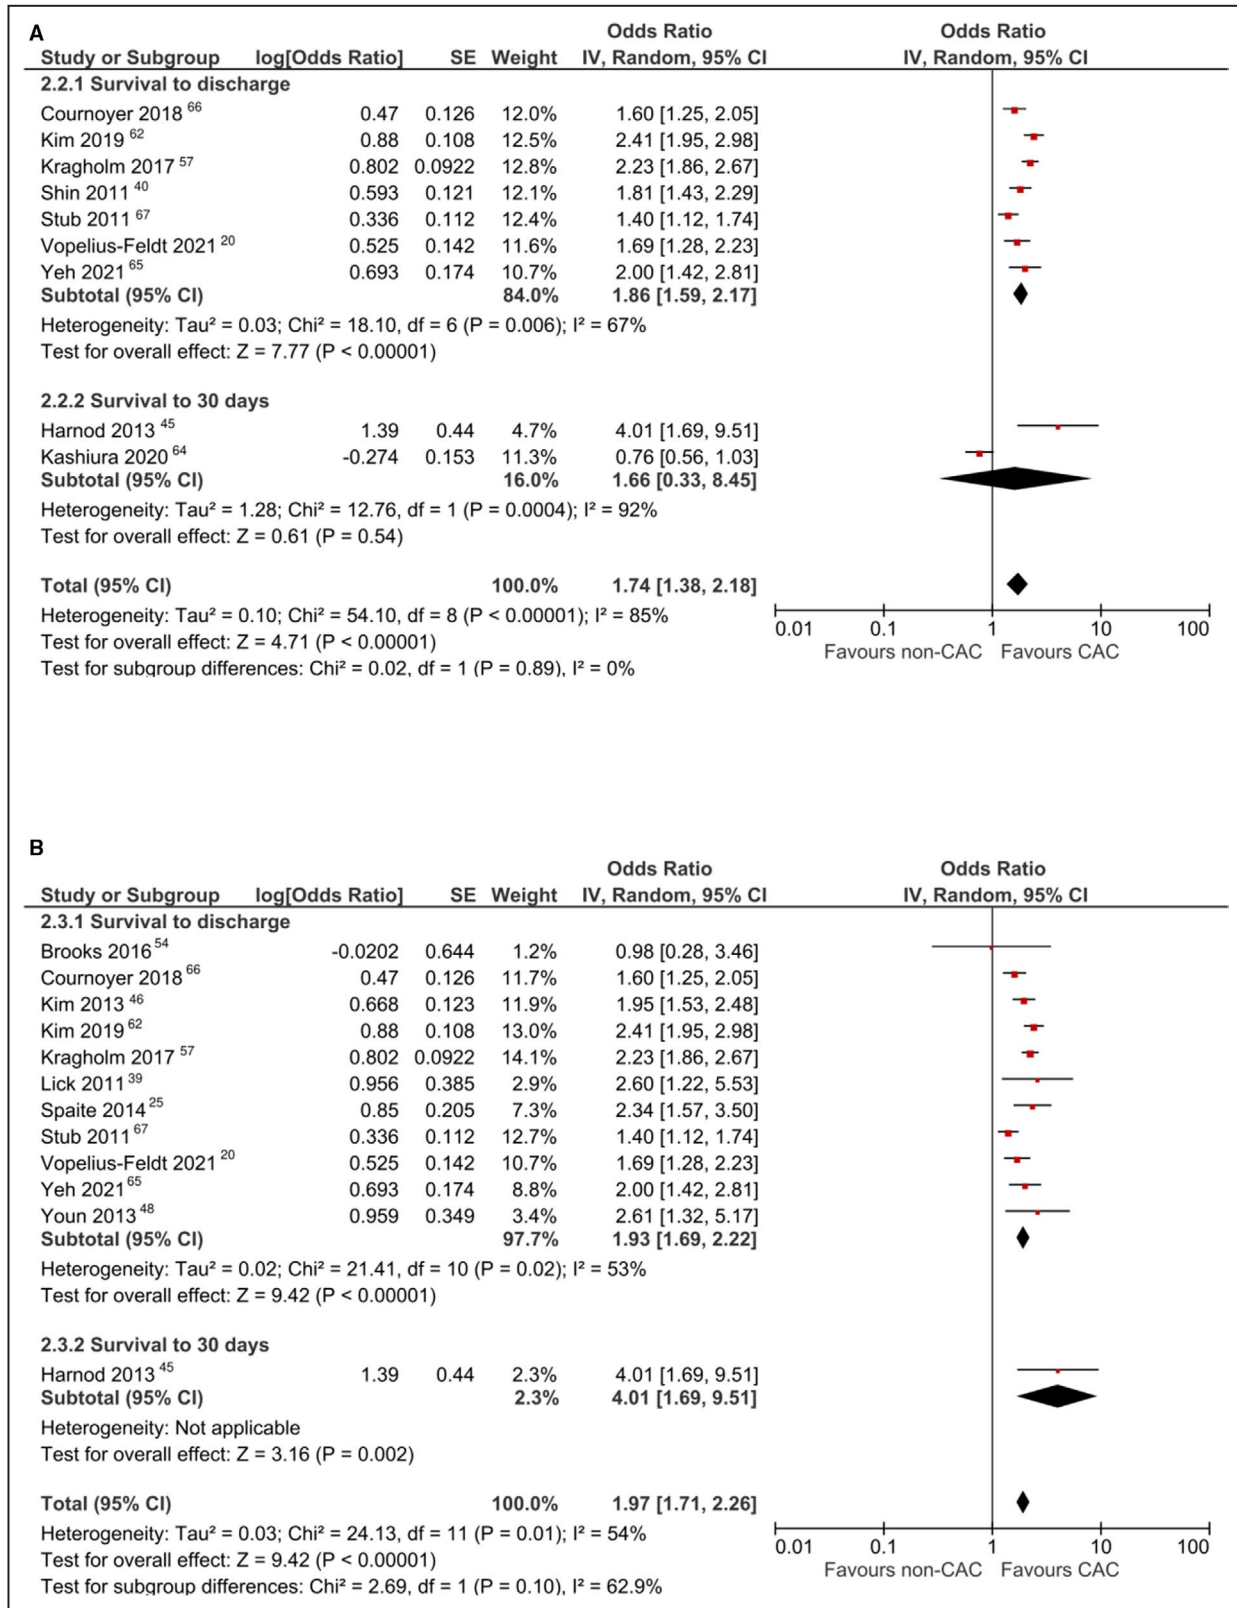 A
Odds Ratio Odds Ratio
Study or Subgroup log[Odds Ratio] SE Weight IV, Random, 95% CI IV, Random, 95% CI
2.2.1 Survival to discharge
Cournoyer 2018 66 0.47 0.126 12.0% 1.60 [1.25, 2.05]
Kim 2019 62 0.88 0.108 12.5% 2.41 [1.95, 2.98]
Kragholm 2017 57 0.802 0.0922 12.8% 2.23 [1.86, 2.67]
Shin 2011 40 0.593 0.121 12.1% 1.81 [1.43, 2.29]
Stub 2011 67 0.336 0.112 12.4% 1.40 [1.12, 1.74]
Vopelius-Feldt 2021 20 0.525 0.142 11.6% 1.69 [1.28, 2.23]
Yeh 2021 65 0.693 0.174 10.7% 2.00 [1.42, 2.81]
Subtotal (95% CI) 84.0% 1.86 [1.59, 2.17]
Heterogeneity: Tau² = 0.03; Chi² = 18.10, df = 6 (P = 0.006); I² = 67%
Test for overall effect: Z = 7.77 (P < 0.00001)
2.2.2 Survival to 30 days
Harnod 2013 45 1.39 0.44 4.7% 4.01 [1.69, 9.51]
Kashiura 2020 64 -0.274 0.153 11.3% 0.76 [0.56, 1.03]
Subtotal (95% CI) 16.0% 1.66 [0.33, 8.45]
Heterogeneity: Tau² = 1.28; Chi² = 12.76, df = 1 (P = 0.0004); I² = 92%
Test for overall effect: Z = 0.61 (P = 0.54)
Total (95% CI) 100.0% 1.74 [1.38, 2.18]
Heterogeneity: Tau² = 0.10; Chi² = 54.10, df = 8 (P < 0.00001); I² = 85%
Test for overall effect: Z = 4.71 (P < 0.00001)
Test for subgroup differences: Chi² = 0.02, df = 1 (P = 0.89), I² = 0%
0.01 0.1 1 10 100
Favours non-CAC Favours CAC
B
Odds Ratio Odds Ratio
Study or Subgroup log[Odds Ratio] SE Weight IV, Random, 95% CI IV, Random, 95% CI
2.3.1 Survival to discharge
Brooks 2016 54 -0.0202 0.644 1.2% 0.98 [0.28, 3.46]
Cournoyer 2018 66 0.47 0.126 11.7% 1.60 [1.25, 2.05]
Kim 2013 46 0.668 0.123 11.9% 1.95 [1.53, 2.48]
Kim 2019 62 0.88 0.108 13.0% 2.41 [1.95, 2.98]
Kragholm 2017 57 0.802 0.0922 14.1% 2.23 [1.86, 2.67]
Lick 2011 39 0.956 0.385 2.9% 2.60 [1.22, 5.53]
Spaite 2014 25 0.85 0.205 7.3% 2.34 [1.57, 3.50]
Stub 2011 67 0.336 0.112 12.7% 1.40 [1.12, 1.74]
Vopelius-Feldt 2021 20 0.525 0.142 10.7% 1.69 [1.28, 2.23]
Yeh 2021 65 0.693 0.174 8.8% 2.00 [1.42, 2.81]
Youn 2013 48 0.959 0.349 3.4% 2.61 [1.32, 5.17]
Subtotal (95% CI) 97.7% 1.93 [1.69, 2.22]
Heterogeneity: Tau² = 0.02; Chi² = 21.41, df = 10 (P = 0.02); I² = 53%
Test for overall effect: Z = 9.42 (P < 0.00001)
2.3.2 Survival to 30 days
Harnod 2013 45 1.39 0.44 2.3% 4.01 [1.69, 9.51]
Subtotal (95% CI) 2.3% 4.01 [1.69, 9.51]
Heterogeneity: Not applicable
Test for overall effect: Z = 3.16 (P = 0.002)
Total (95% CI) 100.0% 1.97 [1.71, 2.26]
Heterogeneity: Tau² = 0.03; Chi² = 24.13, df = 11 (P = 0.01); I² = 54%
Test for overall effect: Z = 9.42 (P < 0.00001)
Test for subgroup differences: Chi² = 2.69, df = 1 (P = 0.10), I² = 62.9%
0.01 0.1 1 10 100
Favours non-CAC Favours CAC